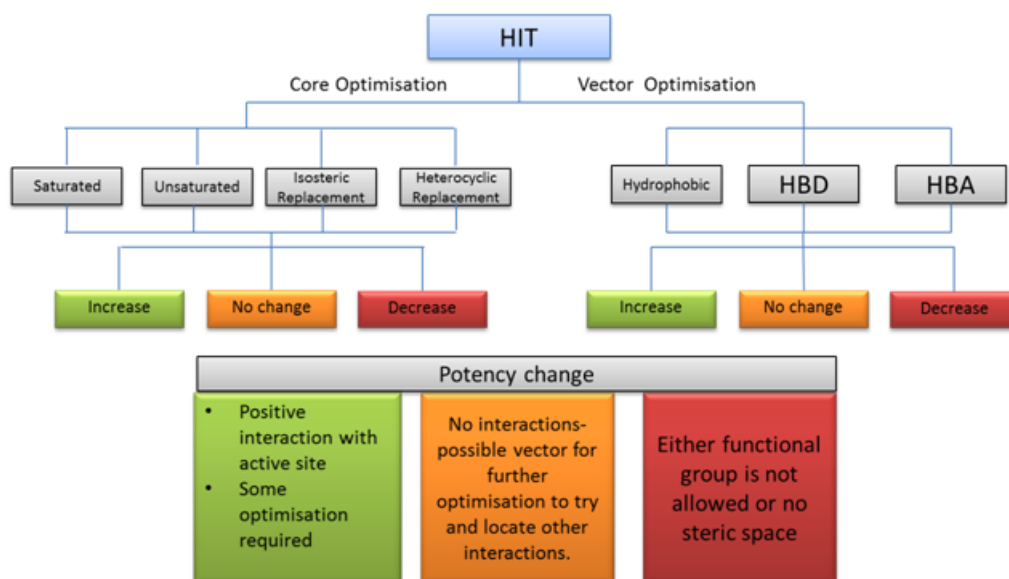 HIT
Core Optimisation
Vector Optimisation
Saturated
Unsaturated
Isosteric
Replacement
Heterocyclic
Replacement
Hydrophobic
HBD
HBA
Increase
No change
Decrease
Increase
No change
Decrease
Potency change
• Positive
interaction with
active site
• Some
optimisation
required
No interactions-
possible vector for
further
optimisation to try
and locate other
interactions.
Either functional
group is not
allowed or no
steric space